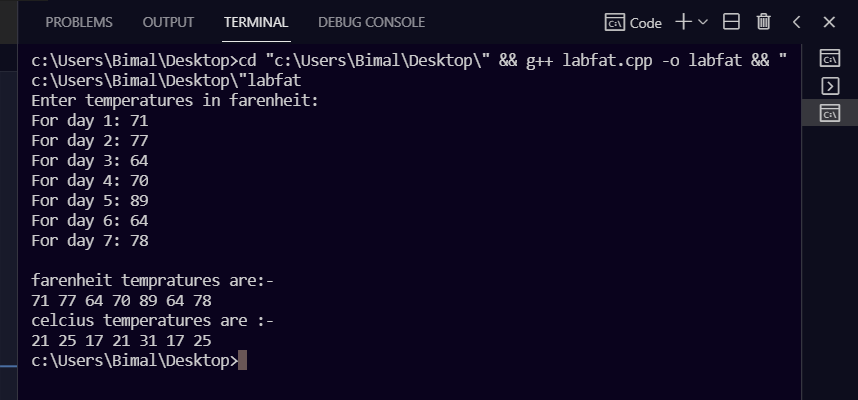 PROBLEMS OUTPUT TERMINAL DEBUG CONSOLE Code
c:\Users\Bimal\Desktop>cd "c:\Users\Bimal\Desktop\" && g++ labfat.cpp -o labfat && "
c:\Users\Bimal\Desktop\"labfat
Enter temperatures in farenheit:
For day 1: 71
For day 2: 77
For day 3: 64
For day 4: 70
For day 5: 89
For day 6: 64
For day 7: 78
farenheit tempratures are:-
71 77 64 70 89 64 78
celcius temperatures are :-
21 25 17 21 31 17 25
c:\Users\Bimal\Desktop>